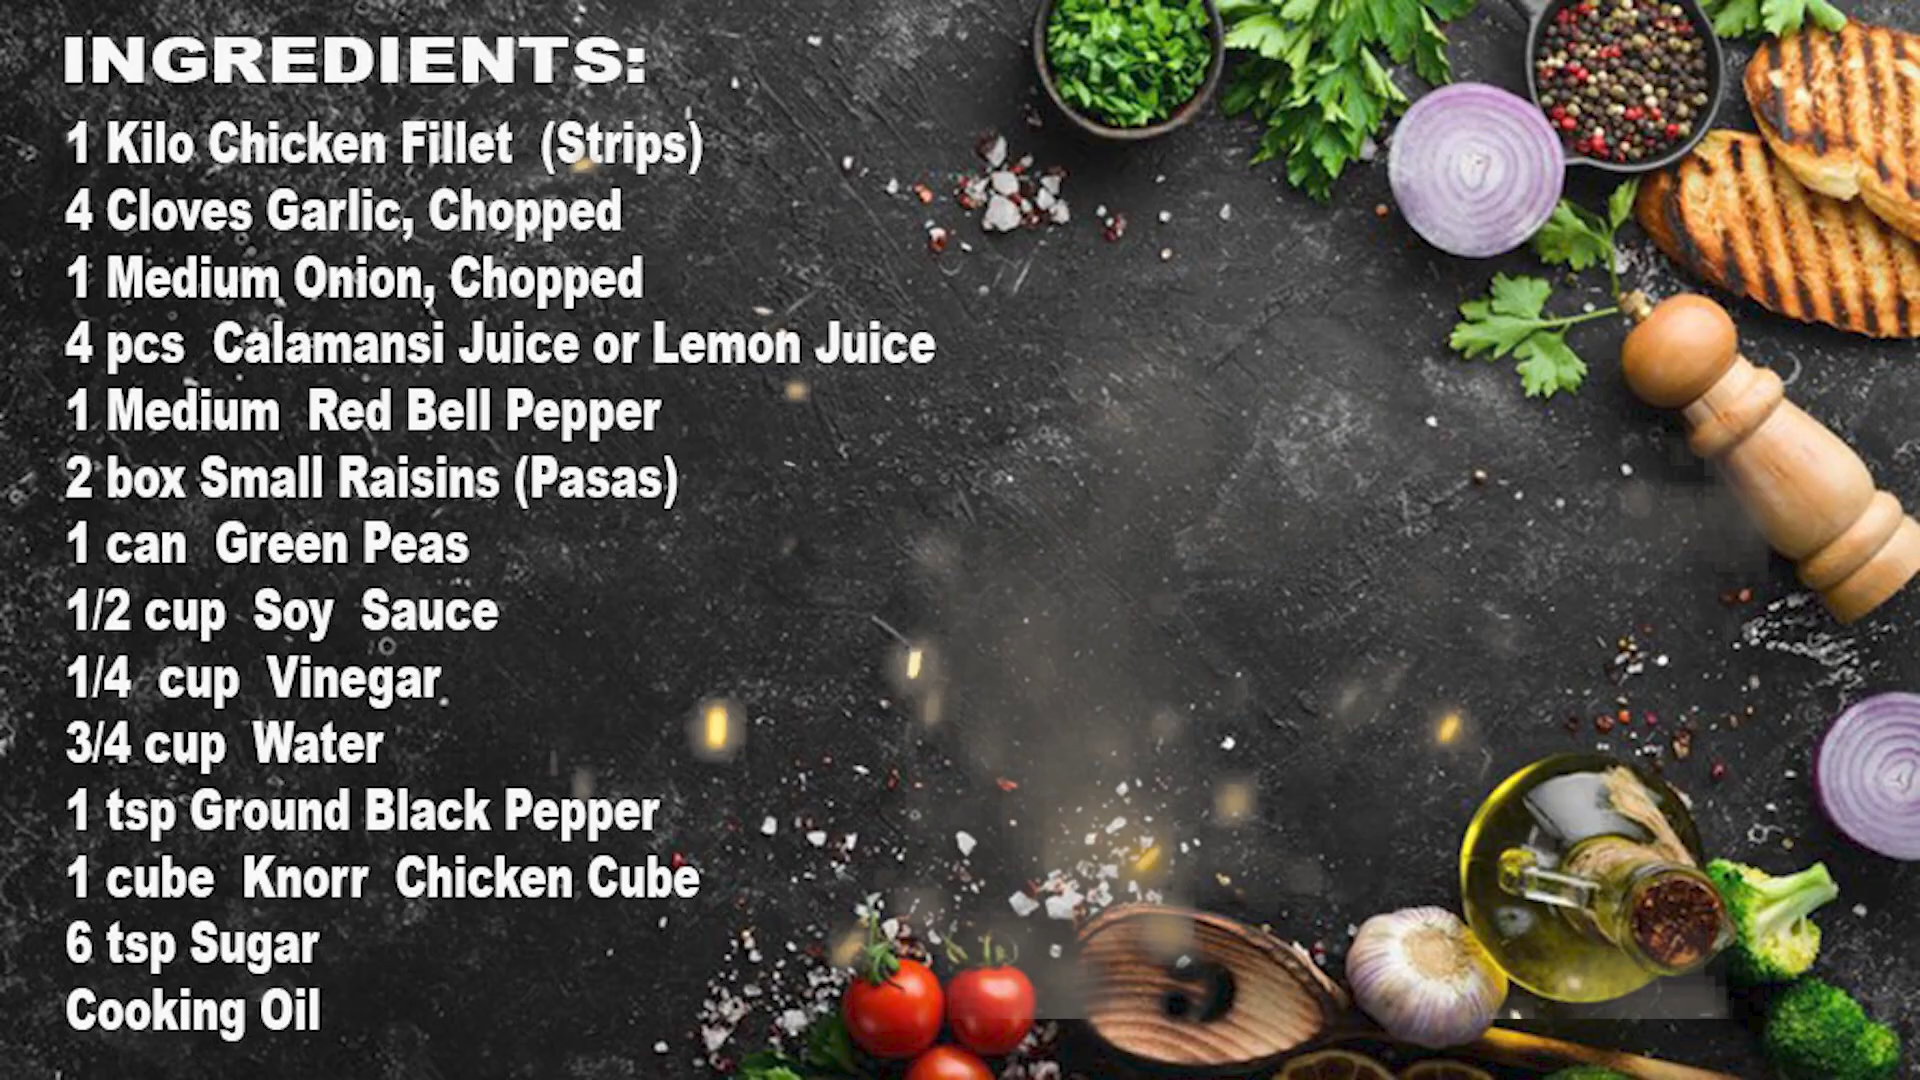 INGREDIENTS:
1 Kilo Chicken Fillet (Strips)
4 Cloves Garlic, Chopped
1 Medium Onion, Chopped
4 pcs Calamansi Juice or Lemon Juice
1 Medium Red Bell Pepper
2 box Small Raisins (Pasas)
1 can Green Peas
1/2 cup Soy Sauce
1/4 cup Vinegar
3/4 cup Water
1 tsp Ground Black Pepper
1 cube Knorr Chicken Cube
6 tsp Sugar
Cooking Oil